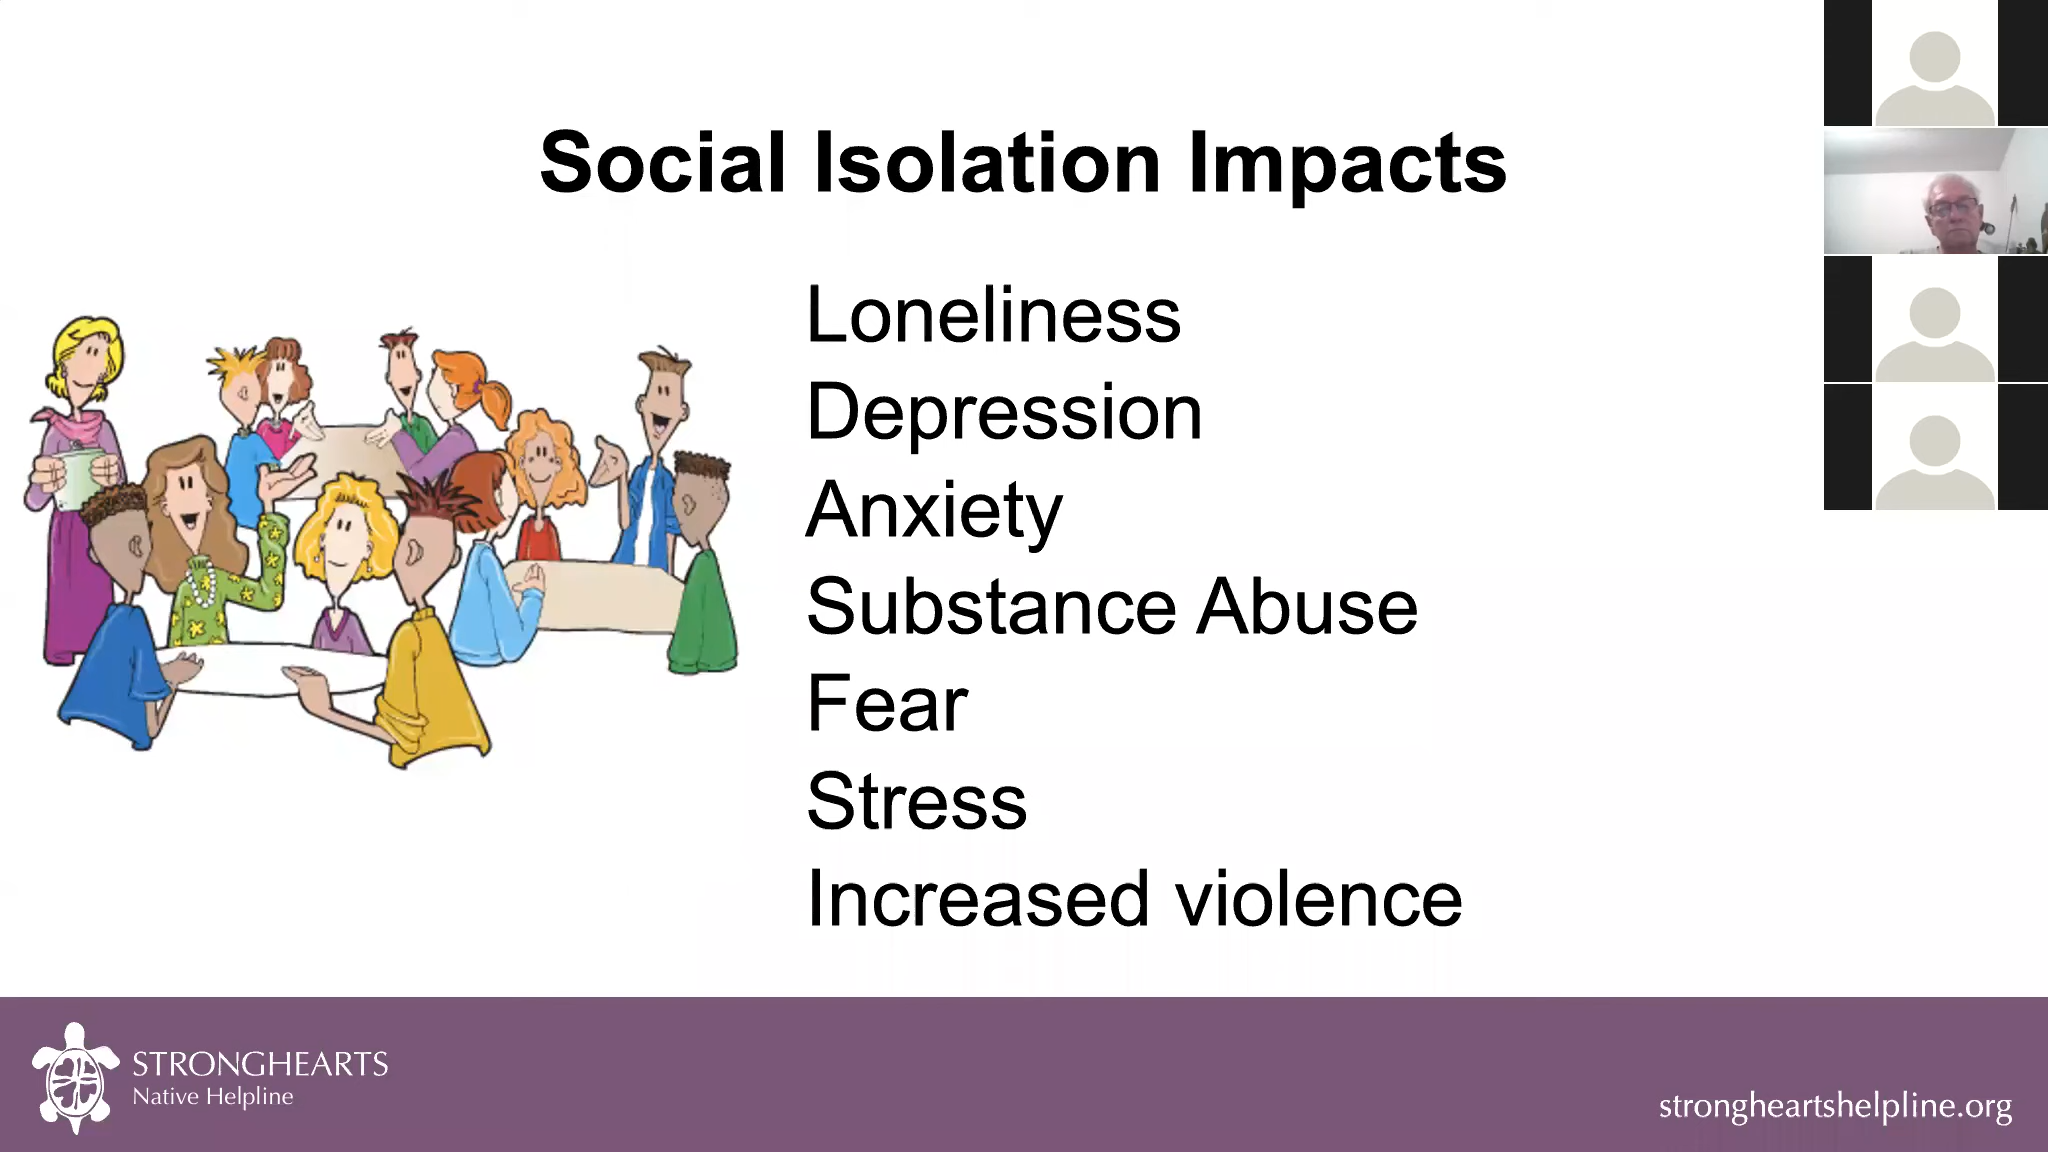 Social Isolation Impacts
Loneliness
Depression
Anxiety
Substance Abuse
Fear
Stress
Increased violence
STRONGHEARTS
Native Helpline
strongheartshelpline.org